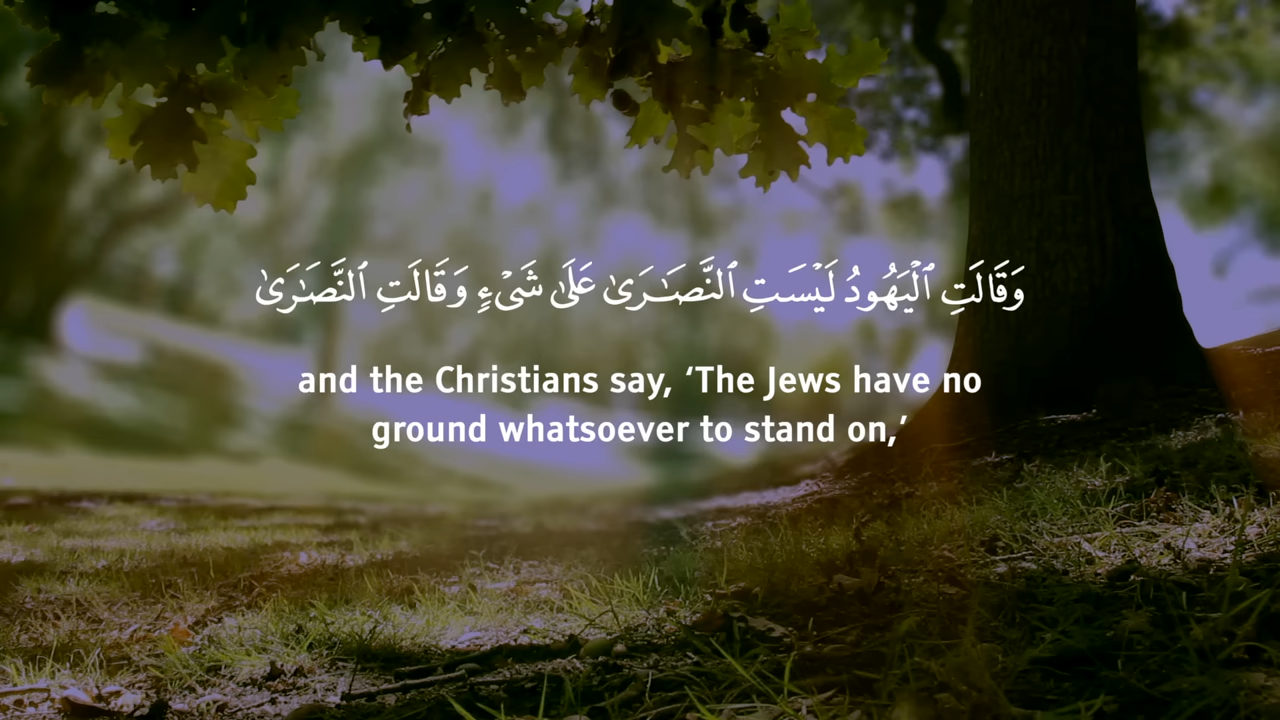 وَقَالَتِ ٱلْيَهُودُ لَيْسَتِ ٱلنَّصَـٰرَىٰ عَلَىٰ شَىْءٍ وَقَالَتِ ٱلنَّصَـٰرَىٰ
and the Christians say, ‘The Jews have no
ground whatsoever to stand on,’